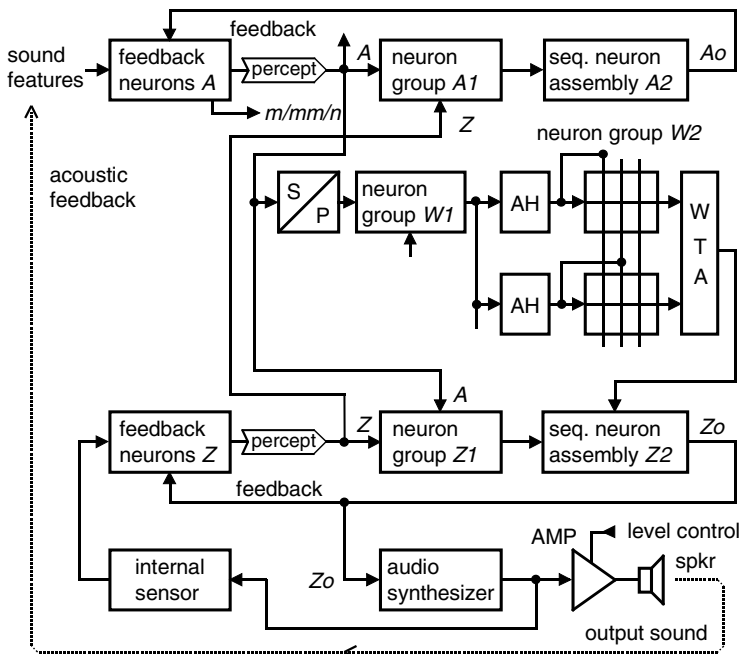 feedback
sound
features
feedback
neurons A
percept
A
neuron
group A1
seq. neuron
assembly A2
Ao
m/mm/n
Z
neuron group W2
acoustic
feedback
S
P
neuron
group W1
AH
W
T
A
AH
A
feedback
neurons Z
percept
Z
neuron
group Z1
seq. neuron
assembly Z2
Zo
feedback
AMP
level control
internal
sensor
Zo
audio
synthesizer
spkr
output sound